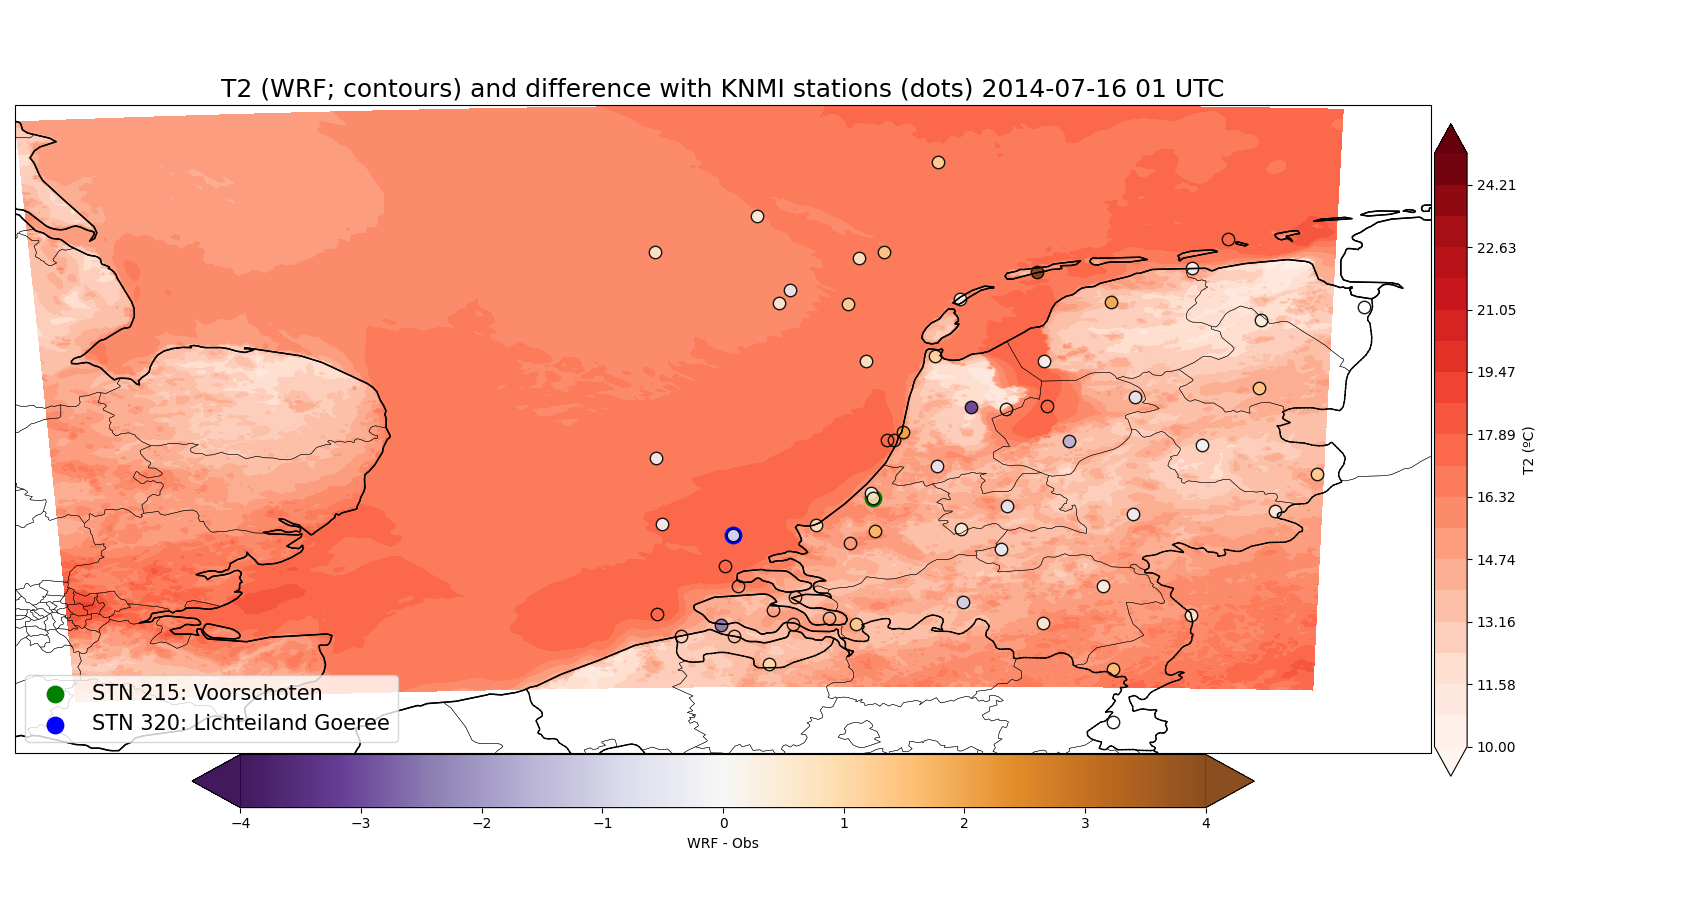 T2 (WRF; contours) and difference with KNMI stations (dots) 2014-07-16 01 UTC
24.21
22.63
21.05
19.47
17.89
16.32
14.74
13.16
11.58
10.00
T2 (ºC)
STN 215: Voorschoten
STN 320: Lichteiland Goeree
−4 −3 −2 −1 0 1 2 3 4
WRF - Obs